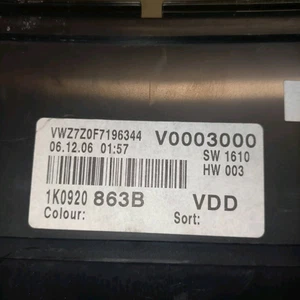 VWZ7Z0F7196344 V0003000
06.12.06 01:57 SW 1610
HW 003
1K0920 863B VDD
Colour: Sort: